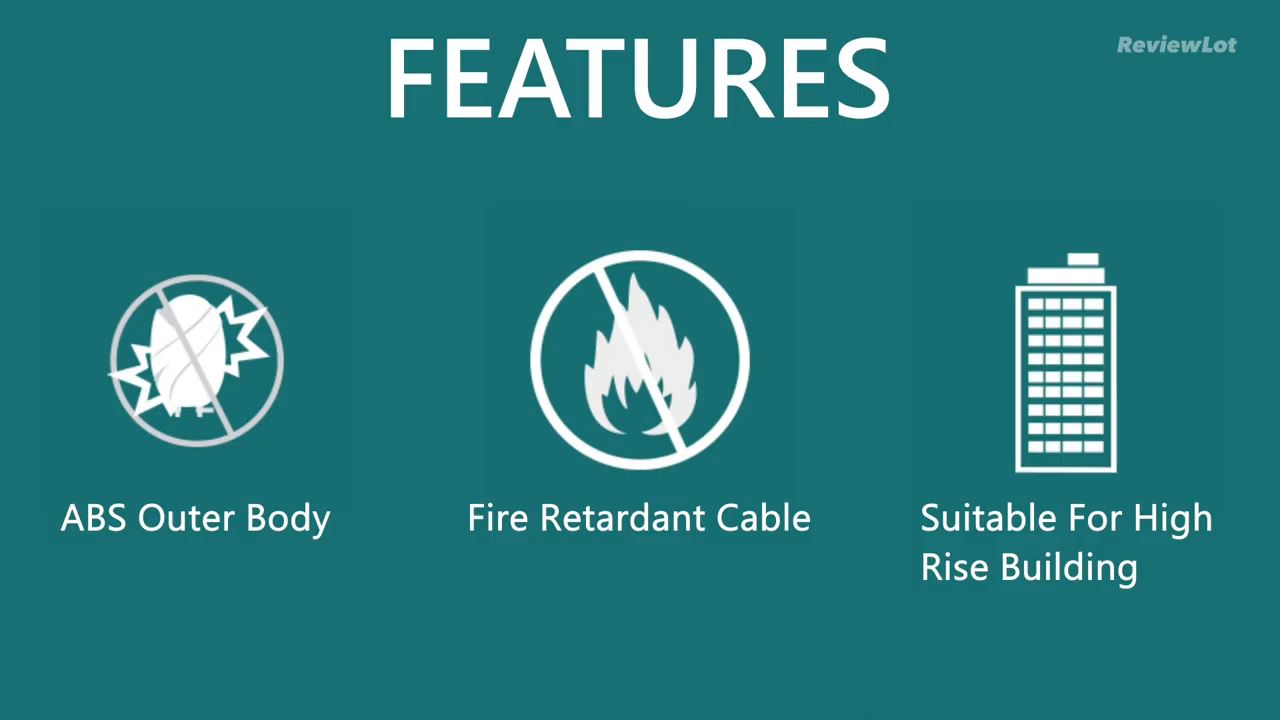 FEATURES
ReviewLot
ABS Outer Body
Fire Retardant Cable
Suitable For High
Rise Building